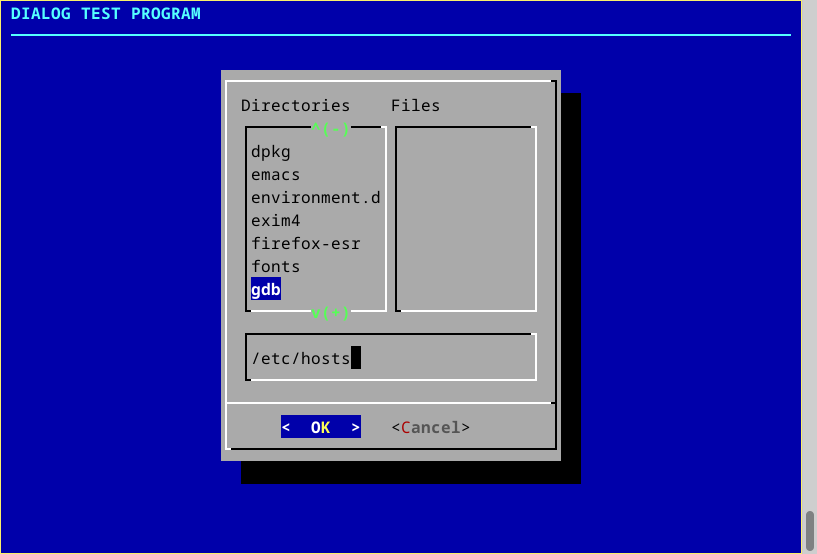 DIALOG TEST PROGRAM
Directories Files
^(-)
dpkg
emacs
environment.d
exim4
firefox-esr
fonts
gdb
v(+)
/etc/hosts
< OK > <Cancel>